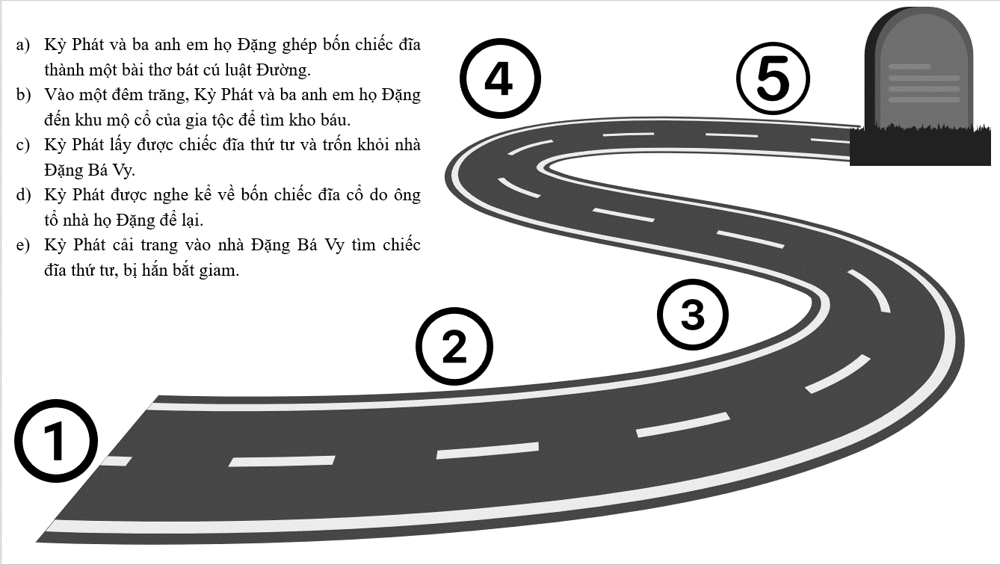 a) Kỳ Phát và ba anh em họ Đặng ghép bốn chiếc đĩa
thành một bài thơ bát cú luật Đường.
b) Vào một đêm trăng, Kỳ Phát và ba anh em họ Đặng
đến khu mộ cổ của gia tộc để tìm kho báu.
c) Kỳ Phát lấy được chiếc đĩa thứ tư và trốn khỏi nhà
Đặng Bá Vy.
d) Kỳ Phát được nghe kể về bốn chiếc đĩa cổ do ông
tổ nhà họ Đặng để lại.
e) Kỳ Phát cải trang vào nhà Đặng Bá Vy tìm chiếc
đĩa thứ tư, bị hắn bắt giam.
4
5
3
2
1